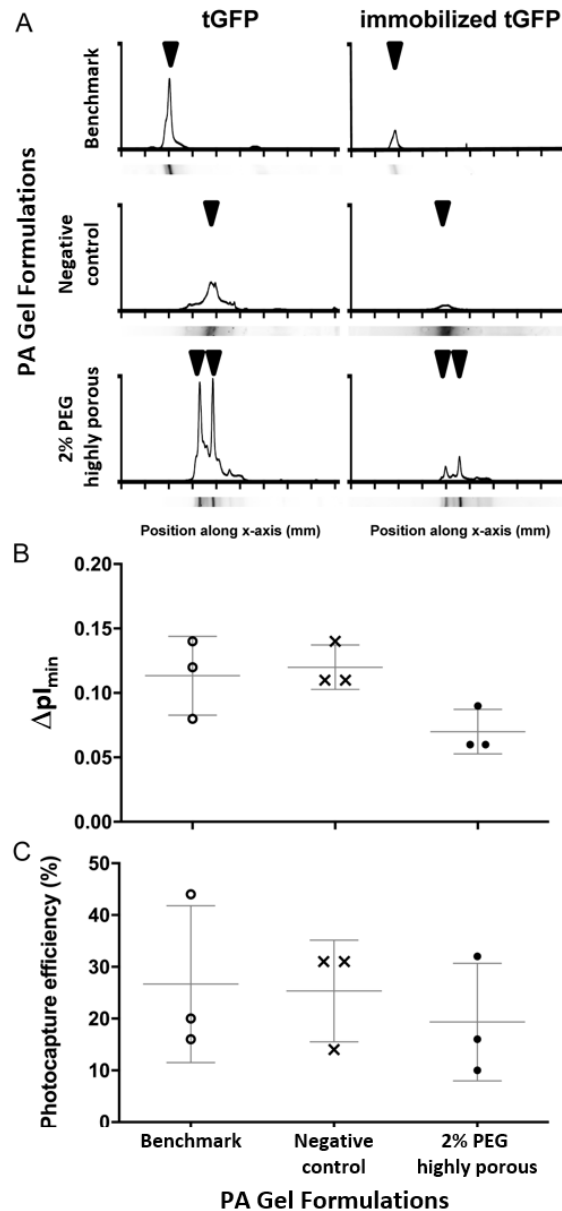 A
tGFP
immobilized tGFP
PA Gel Formulations
Benchmark
Negative
control
2% PEG
highly porous
Position along x-axis (mm)
Position along x-axis (mm)
B
ΔpImin
0.20
0.15
0.10
0.05
0.00
C
Photocapture efficiency (%)
50
40
30
20
10
0
Benchmark
Negative
control
2% PEG
highly porous
PA Gel Formulations